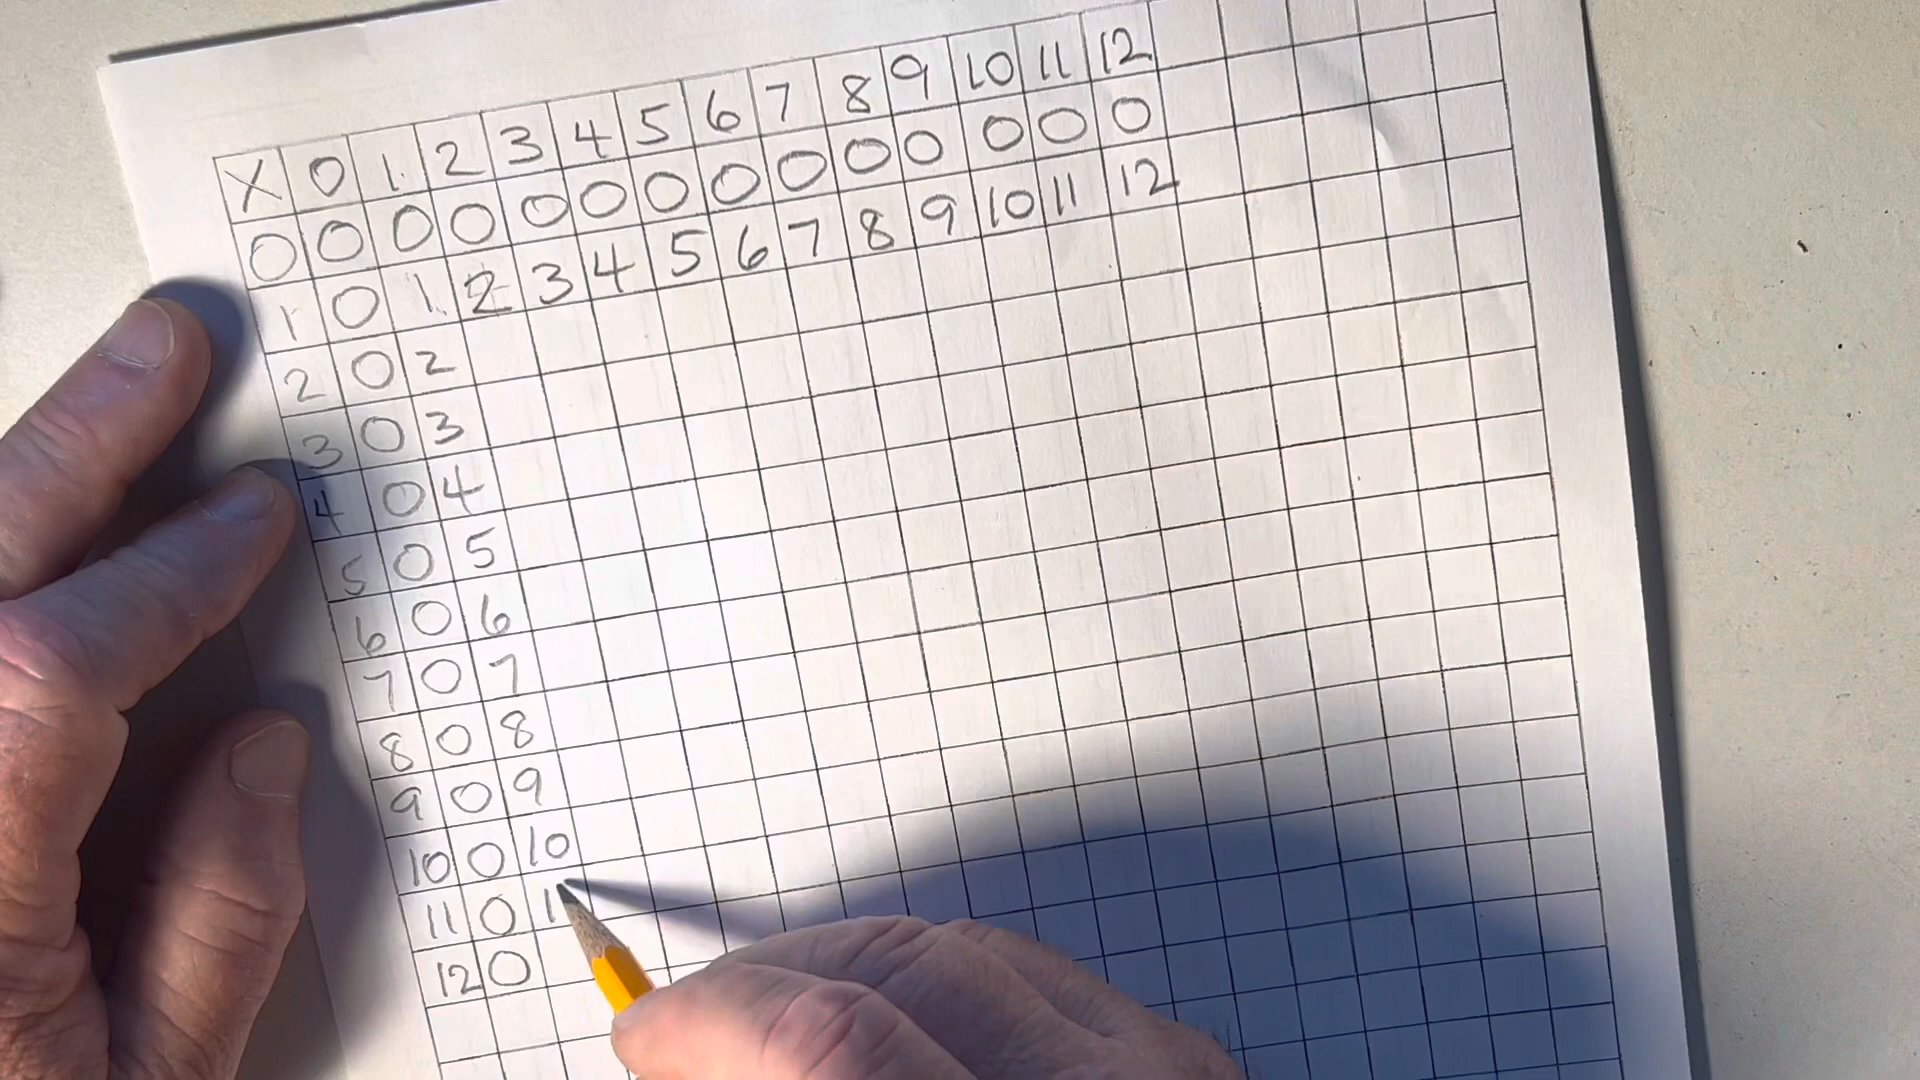 X 0 1 2 3 4 5 6 7 8 9 10 11 12
0 0 0 0 0 0 0 0 0 0 0 0 0 0
1 0 1 2 3 4 5 6 7 8 9 10 11 12
2 0 2
3 0 3
4 0 4
5 0 5
6 0 6
7 0 7
8 0 8
9 0 9
10 0 10
11 0 1
12 0